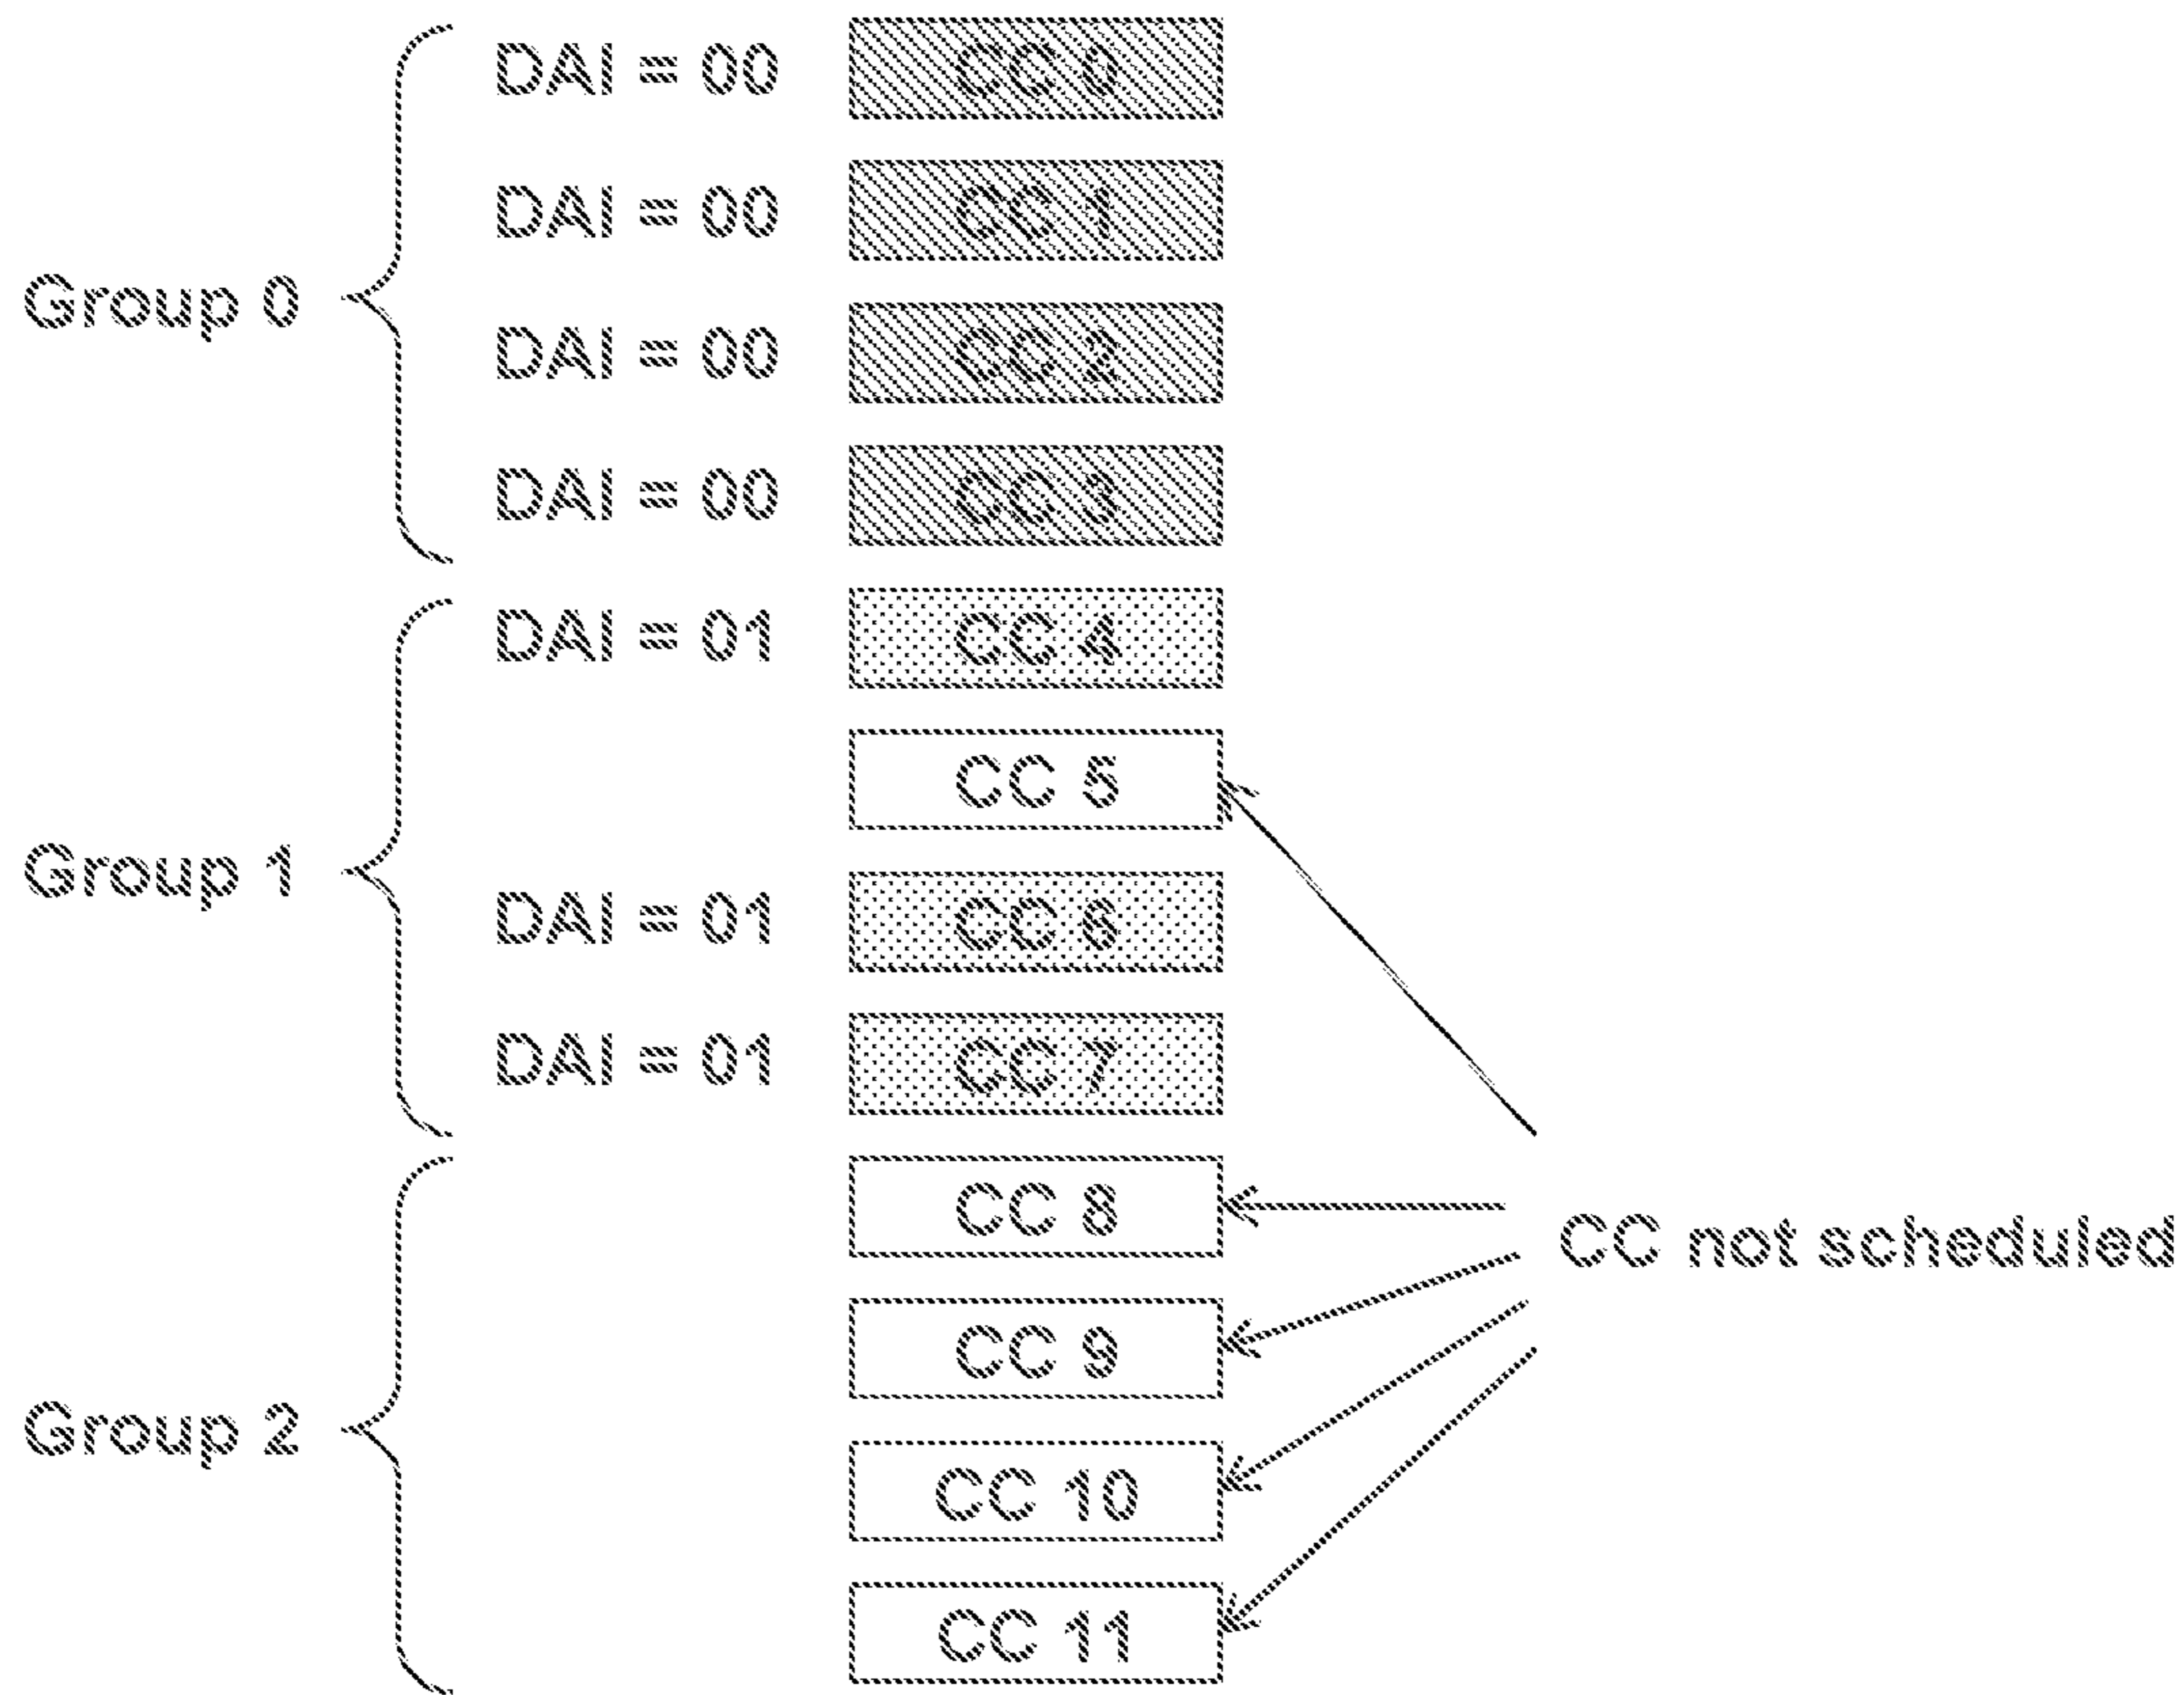 DAI = 00 CC 0
DAI = 00 CC 1
Group 0
DAI = 00 CC 2
DAI = 00 CC 3
DAI = 01 CC 4
CC 5
Group 1
DAI = 01 CC 6
DAI = 01 CC 7
CC 8
CC not scheduled
CC 9
Group 2
CC 10
CC 11